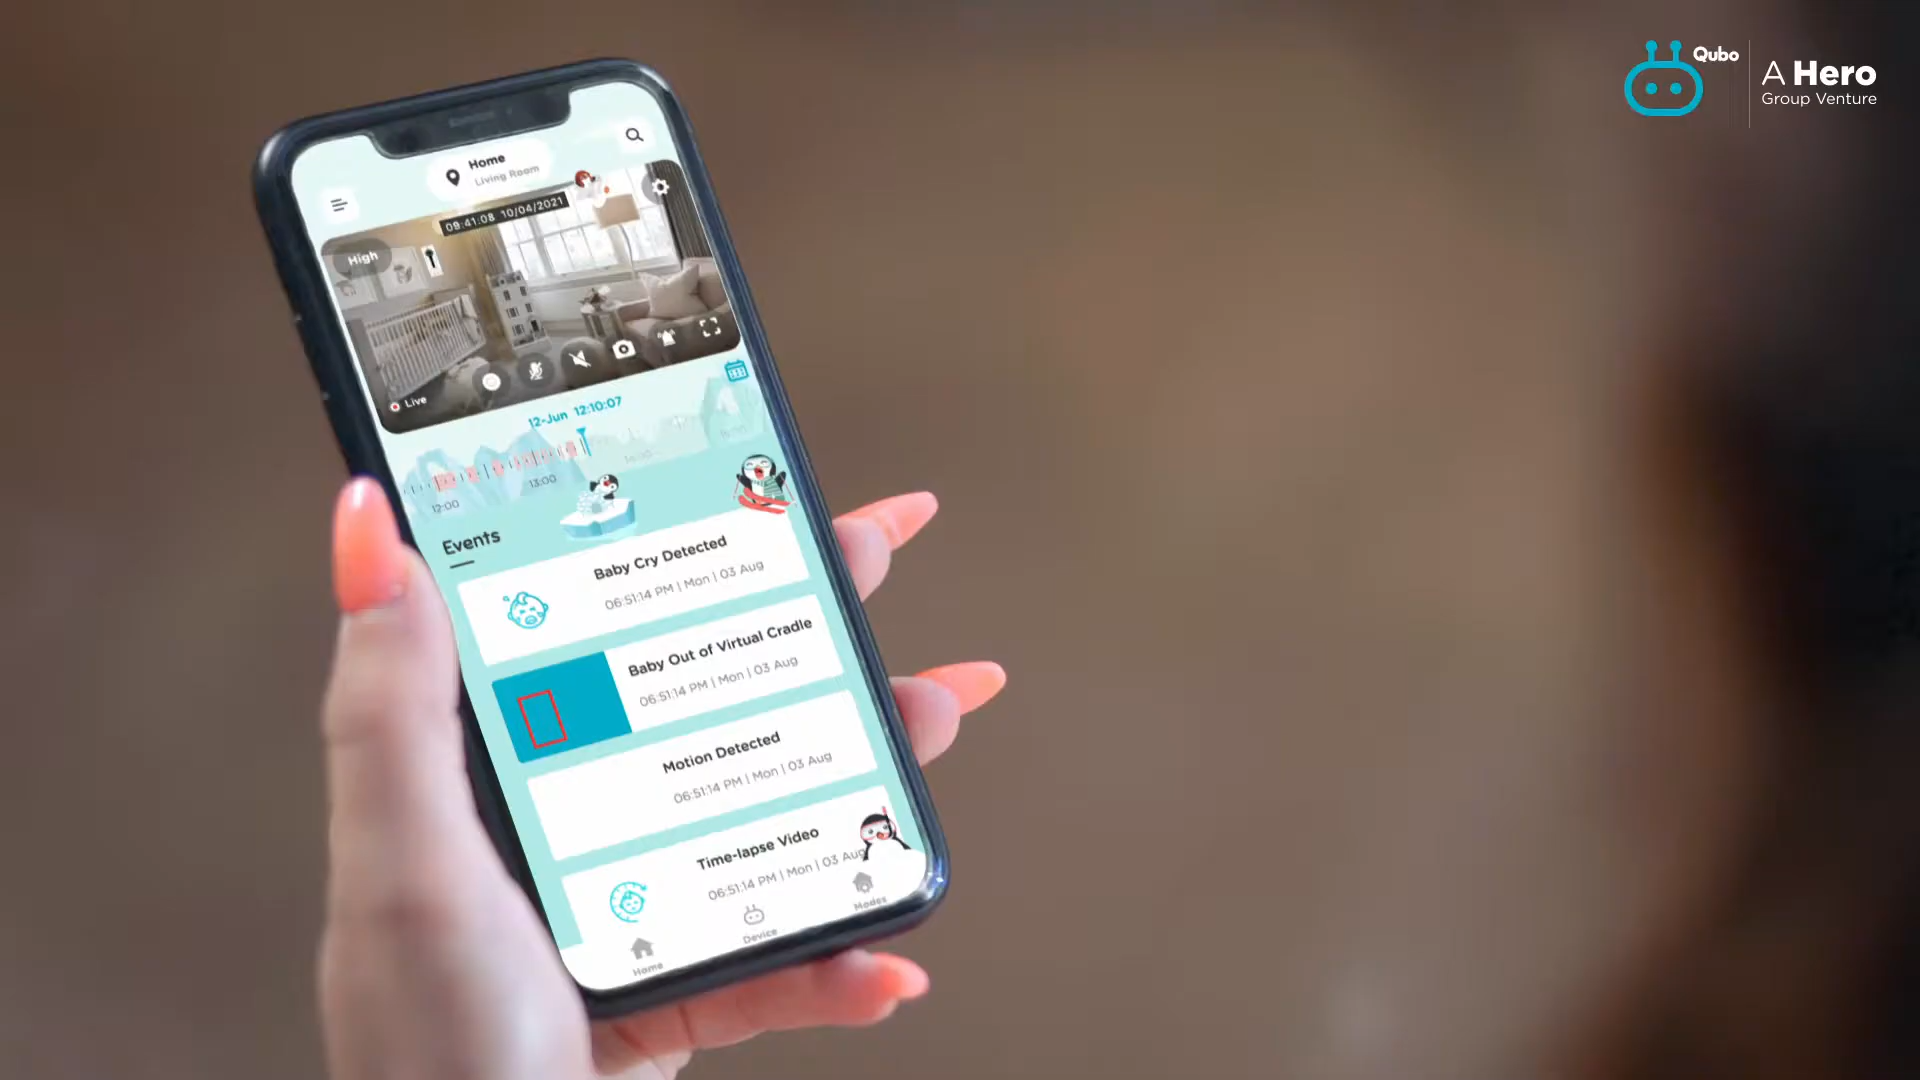 Qubo
A Hero
Group Venture
Home
Living Room
09:41:08 10/04/2021
High
Live
12-Jun 12:10:07
12:00
13:00
14:00
Events
Baby Cry Detected
06:51:14 PM | Mon | 03 Aug
Baby Out of Virtual Cradle
06:51:14 PM | Mon | 03 Aug
Motion Detected
06:51:14 PM | Mon | 03 Aug
Time-lapse Video
06:51:14 PM | Mon | 03 Aug
Home
Device
Modes